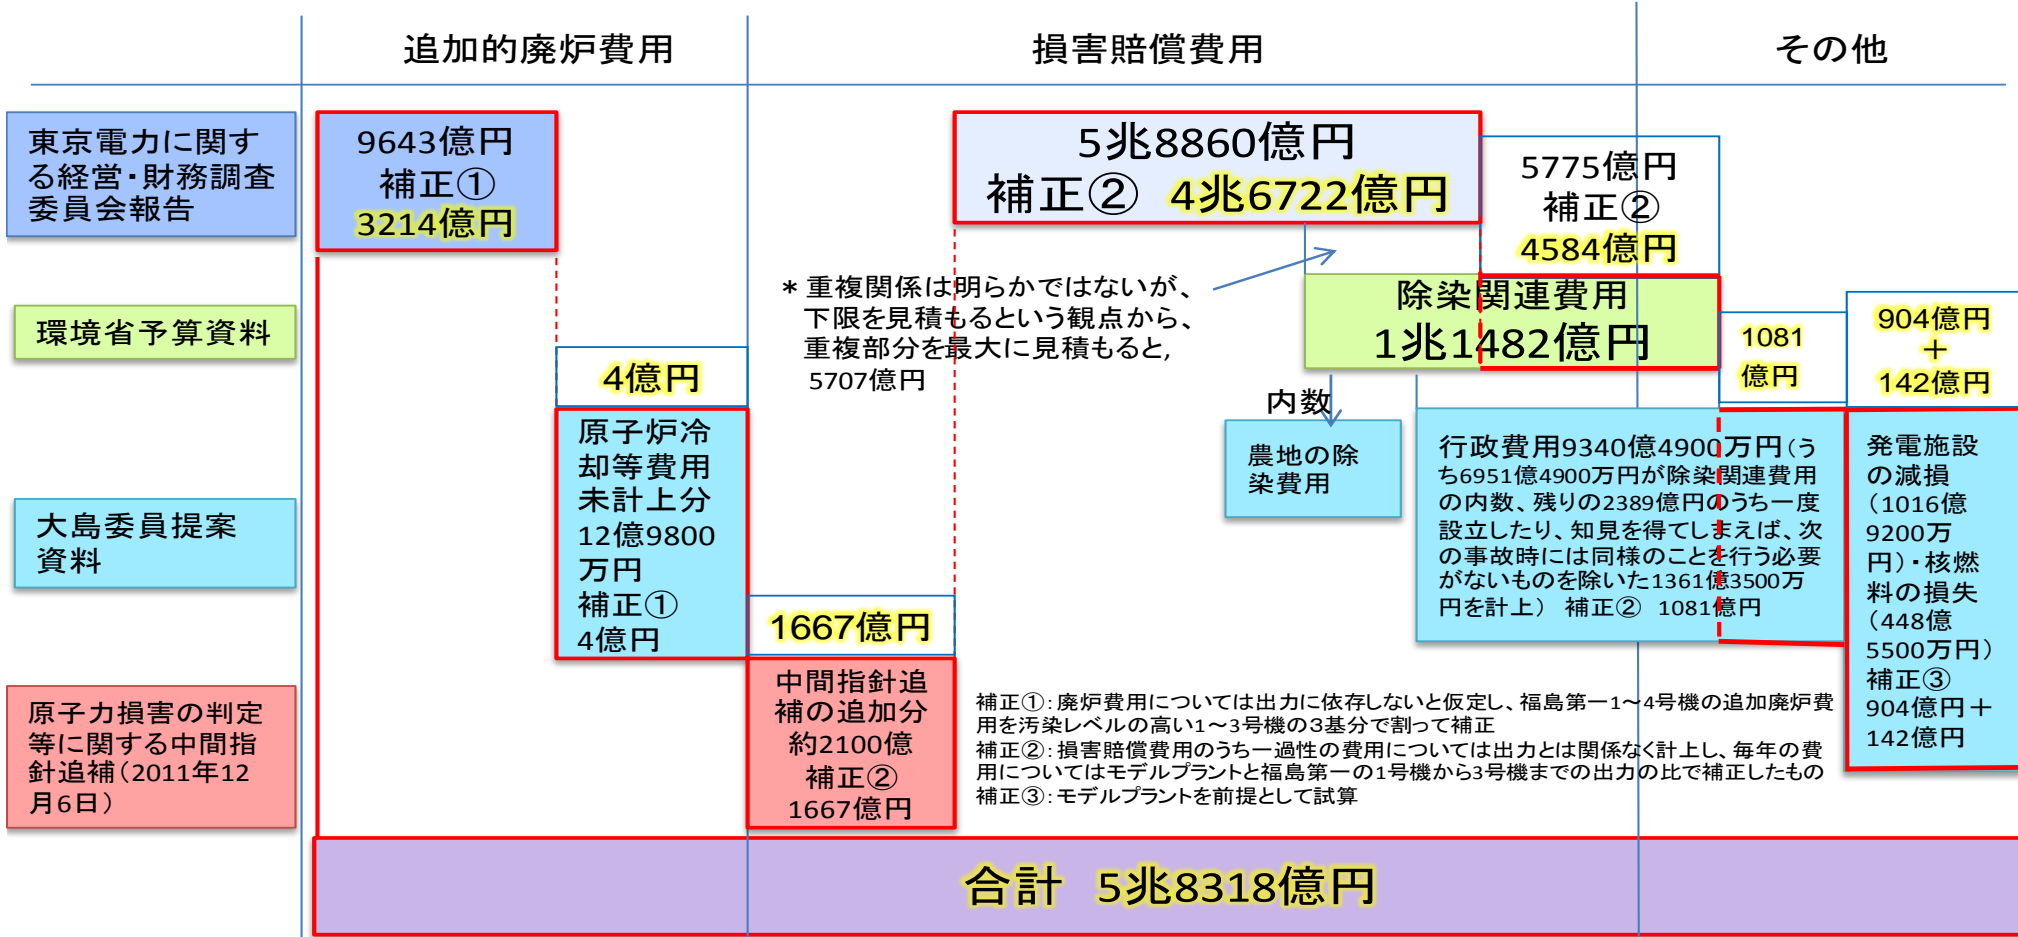 追加的廃炉費用
損害賠償費用
その他
東京電力に関す
る経営・財務調査
委員会報告
9643億円
補正①
3214億円
5兆8860億円
補正② 4兆6722億円
5775億円
補正②
4584億円
*重複関係は明らかではないが、
下限を見積もるという観点から、
重複部分を最大に見積もると,
5707億円
環境省予算資料
除染関連費用
1兆1482億円
1081
億円
904億円
+
142億円
4億円
内数
農地の除
染費用
大島委員提案
資料
原子炉冷
却等費用
未計上分
12億9800
万円
補正①
4億円
行政費用9340億4900万円(う
ち6951億4900万円が除染関連費用
の内数、残りの2389億円のうち一度
設立したり、知見を得てしまえば、次
の事故時には同様のことを行う必要
がないものを除いた1361億3500万
円を計上) 補正② 1081億円
発電施設
の減損
(1016億
9200万
円)・核燃
料の損失
(448億
5500万円)
補正③
904億円+
142億円
1667億円
原子力損害の判定
等に関する中間指
針追補(2011年12
月6日)
中間指針追
補の追加分
約2100億
補正②
1667億円
補正①:廃炉費用については出力に依存しないと仮定し、福島第一1~4号機の追加廃炉費
用を汚染レベルの高い1~3号機の3基分で割って補正
補正②:損害賠償費用のうち一過性の費用については出力とは関係なく計上し、毎年の費
用についてはモデルプラントと福島第一の1号機から3号機までの出力の比で補正したもの
補正③:モデルプラントを前提として試算
合計 5兆8318億円